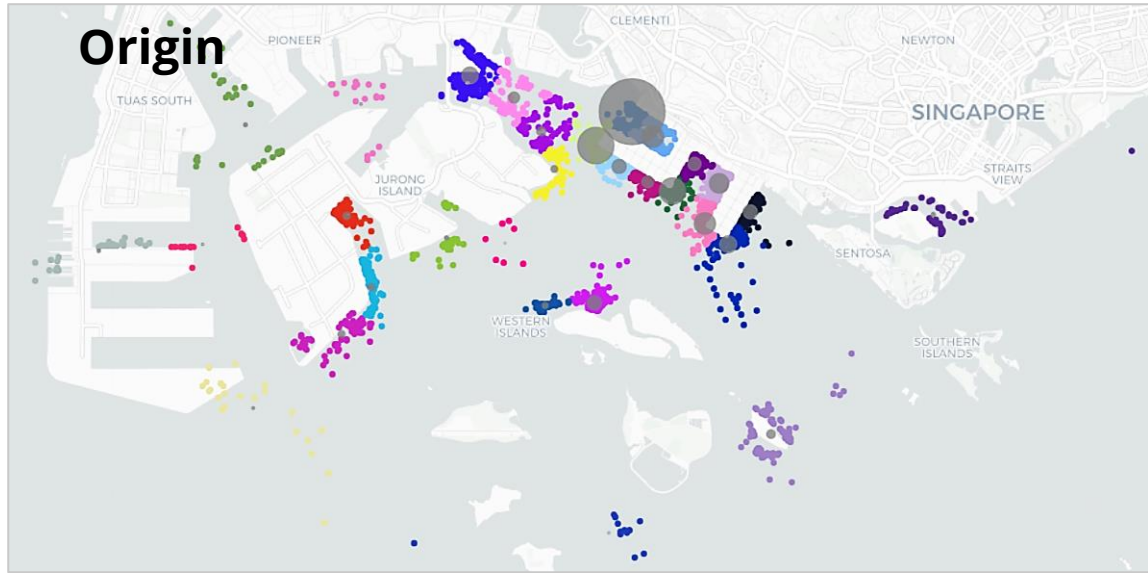 Origin
CLEMENTI
PIONEER
NEWTON
TUAS SOUTH
SINGAPORE
JURONG
ISLAND
STRAITS
VIEW
SENTOSA
WESTERN
ISLANDS
SOUTHERN
ISLANDS